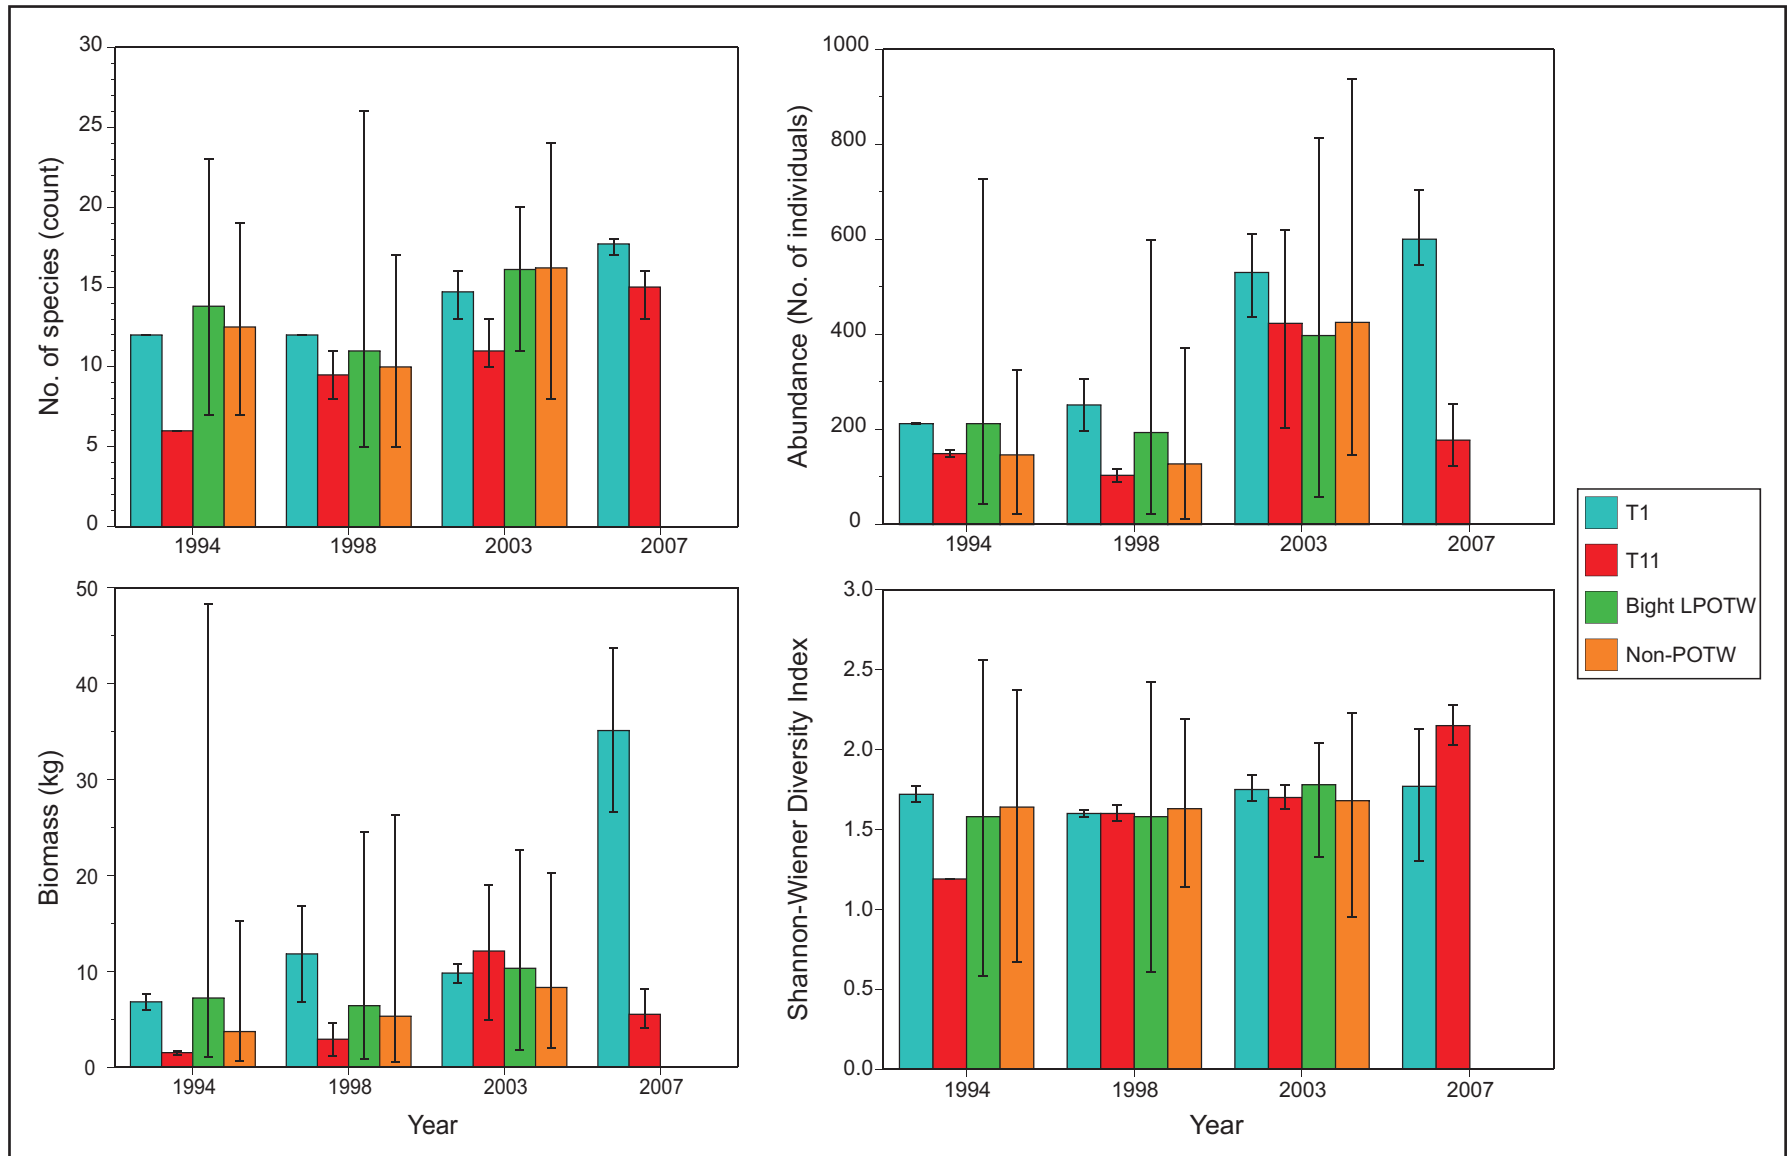 No. of species (count)
30
25
20
15
10
5
0
1994 1998 2003 2007
Abundance (No. of individuals)
1000
800
600
400
200
0
1994 1998 2003 2007
Biomass (kg)
50
40
30
20
10
0
1994 1998 2003 2007
Year
Shannon-Wiener Diversity Index
3.0
2.5
2.0
1.5
1.0
0.5
0.0
1994 1998 2003 2007
Year
T1
T11
Bight LPOTW
Non-POTW